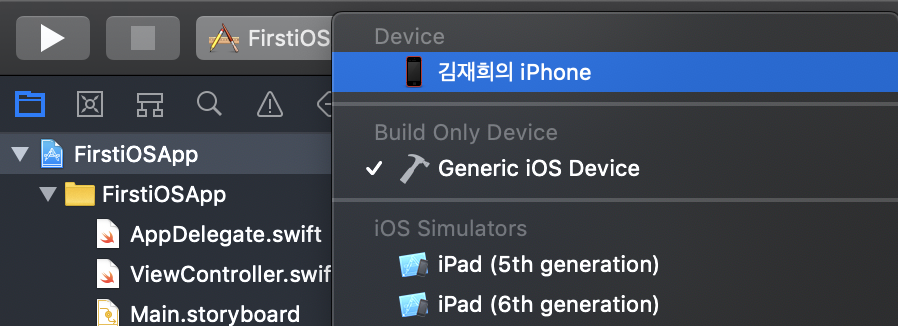 FirstiOS
Device
김재희의 iPhone
Build Only Device
Generic iOS Device
iOS Simulators
iPad (5th generation)
iPad (6th generation)
FirstiOSApp
FirstiOSApp
AppDelegate.swift
ViewController.swif
Main.storyboard